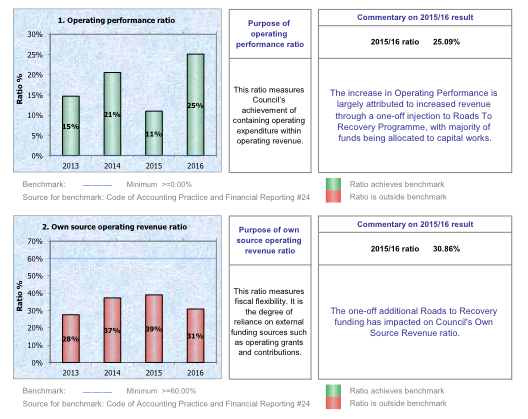 1. Operating performance ratio
30%
25%
20%
15%
10%
5%
0%
Ratio %
15%
21%
11%
25%
2013 2014 2015 2016
Purpose of
operating
performance ratio
This ratio measures
Council's
achievement of
containing operating
expenditure within
operating revenue.
Commentary on 2015/16 result
2015/16 ratio 25.09%
The increase in Operating Performance is
largely attributed to increased revenue
through a one-off injection to Roads To
Recovery Programme, with majority of
funds being allocated to capital works.
Benchmark: Minimum >=0.00%
Source for benchmark: Code of Accounting Practice and Financial Reporting #24
Ratio achieves benchmark
Ratio is outside benchmark
2. Own source operating revenue ratio
70%
60%
50%
40%
30%
20%
10%
0%
Ratio %
28%
37%
39%
31%
2013 2014 2015 2016
Purpose of own
source operating
revenue ratio
This ratio measures
fiscal flexibility. It is
the degree of
reliance on external
funding sources such
as operating grants
and contributions.
Commentary on 2015/16 result
2015/16 ratio 30.86%
The one-off additional Roads to Recovery
funding has impacted on Council's Own
Source Revenue ratio.
Benchmark: Minimum >=60.00%
Source for benchmark: Code of Accounting Practice and Financial Reporting #24
Ratio achieves benchmark
Ratio is outside benchmark